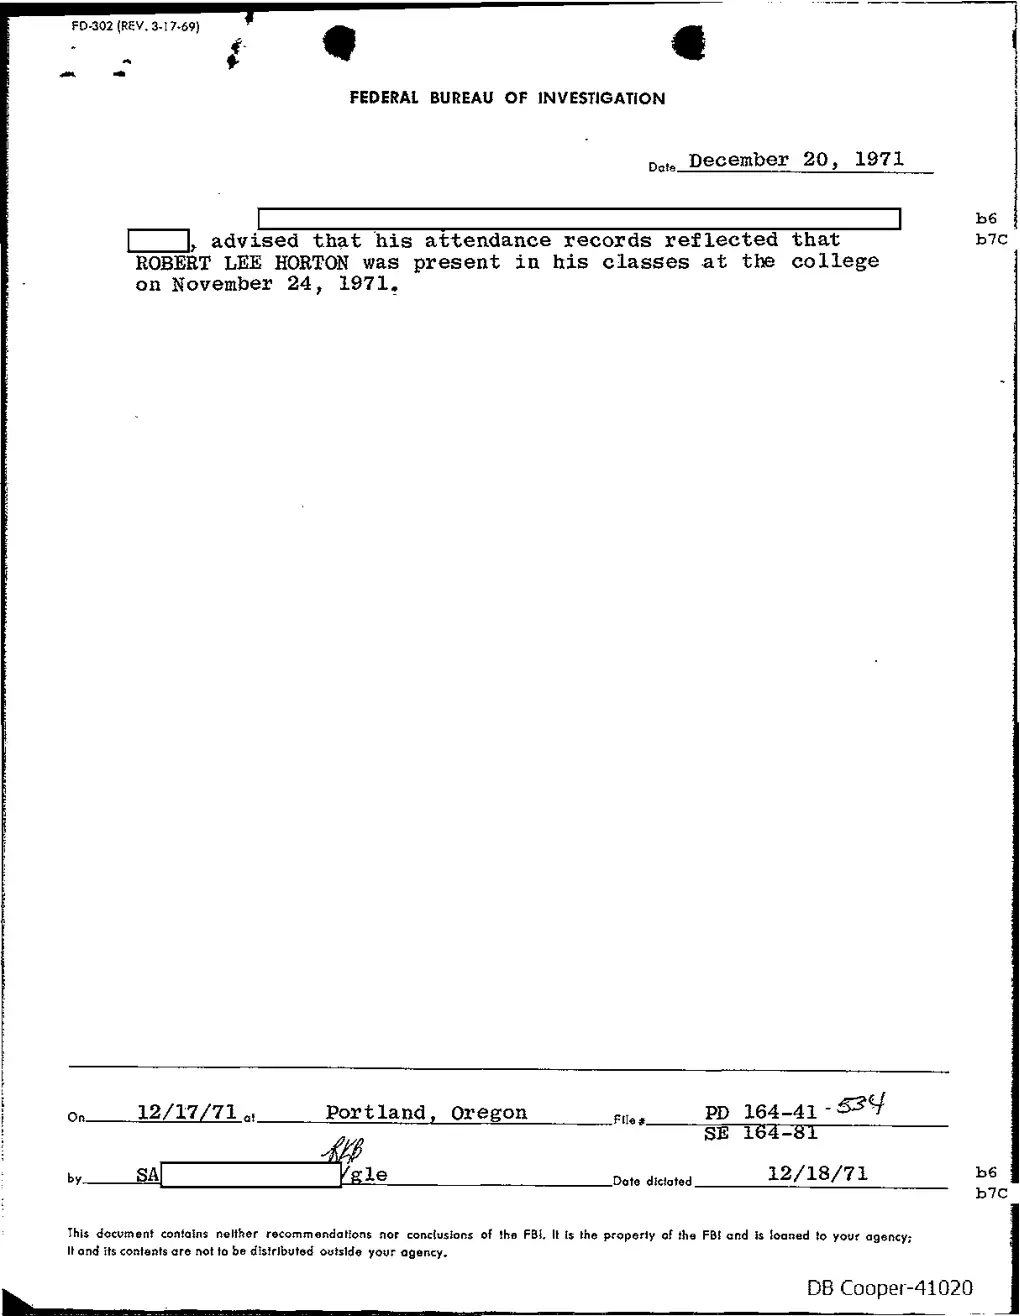 FD-302 (REV. 3-17-69)
FEDERAL BUREAU OF INVESTIGATION
Date December 20, 1971
b6
b7C
, advised that his attendance records reflected that
ROBERT LEE HORTON was present in his classes at the college
on November 24, 1971.
On 12/17/71 at Portland, Oregon File # PD 164-41 - 534
SE 164-81
RLB
by SA /gle Date dictated 12/18/71
b6
b7C
This document contains neither recommendations nor conclusions of the FBI. It is the property of the FBI and is loaned to your agency;
it and its contents are not to be distributed outside your agency.
DB Cooper-41020